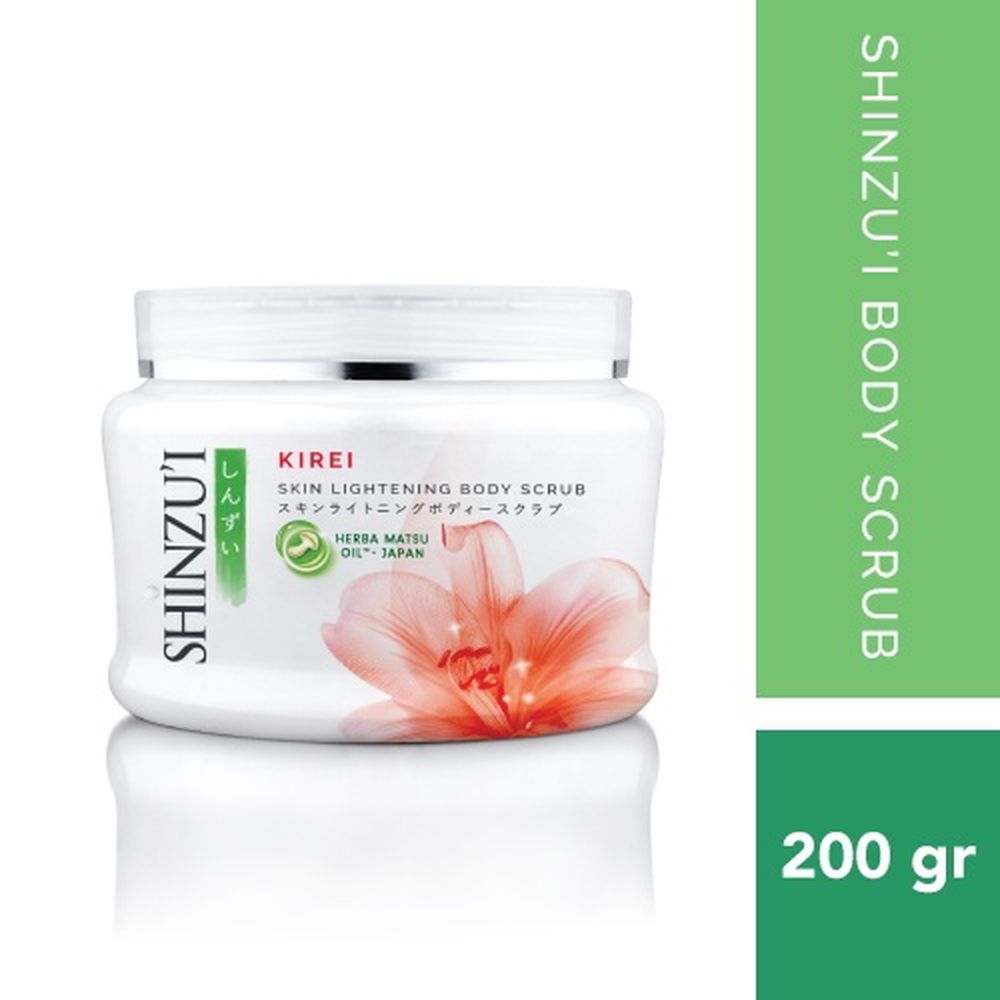 SHINZU'I
しんずい
KIREI
SKIN LIGHTENING BODY SCRUB
スキンライトニングボディースクラブ
HERBA MATSU
OIL™- JAPAN
SHINZU'I BODY SCRUB
200 gr